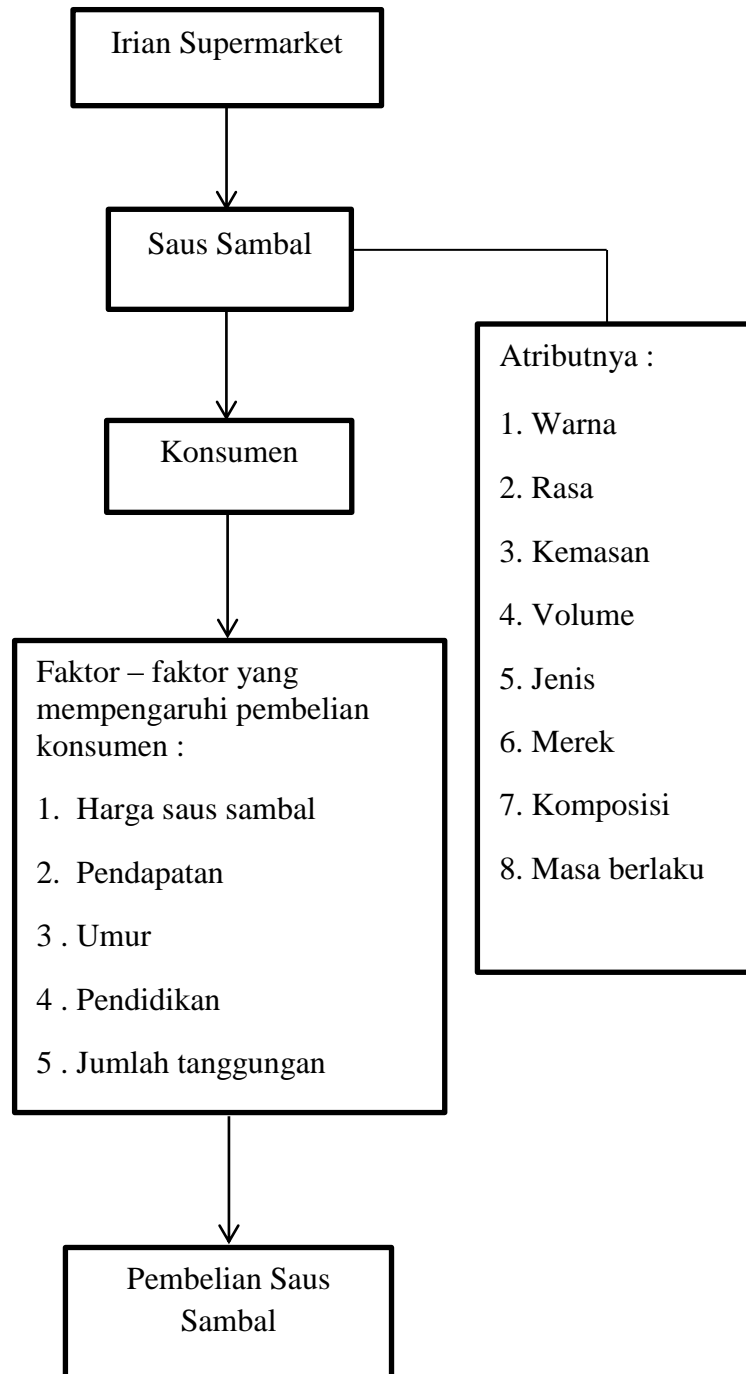 Irian Supermarket
Saus Sambal
Atributnya :
1. Warna
2. Rasa
3. Kemasan
4. Volume
5. Jenis
6. Merek
7. Komposisi
8. Masa berlaku
Konsumen
Faktor – faktor yang
mempengaruhi pembelian
konsumen :
1. Harga saus sambal
2. Pendapatan
3 . Umur
4 . Pendidikan
5 . Jumlah tanggungan
Pembelian Saus
Sambal